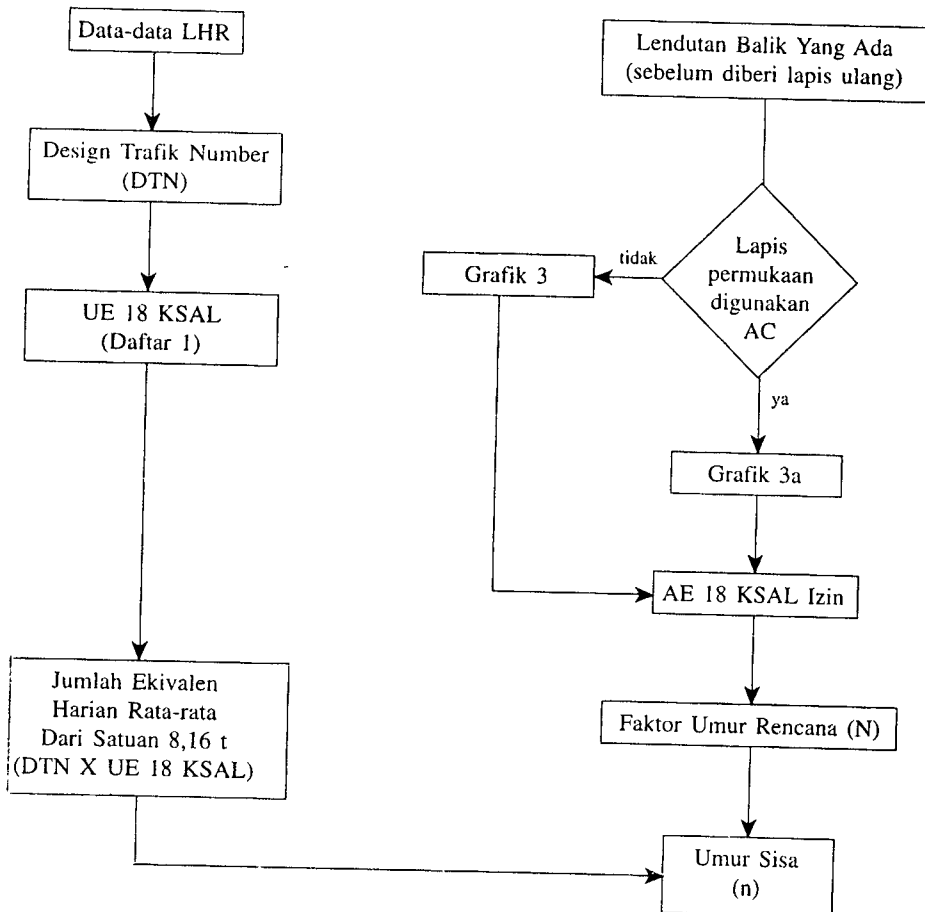 Data-data LHR
Design Trafik Number
(DTN)
UE 18 KSAL
(Daftar 1)
Jumlah Ekivalen
Harian Rata-rata
Dari Satuan 8,16 t
(DTN X UE 18 KSAL)
Lendutan Balik Yang Ada
(sebelum diberi lapis ulang)
Lapis
permukaan
digunakan
AC
tidak
Grafik 3
ya
Grafik 3a
AE 18 KSAL Izin
Faktor Umur Rencana (N)
Umur Sisa
(n)